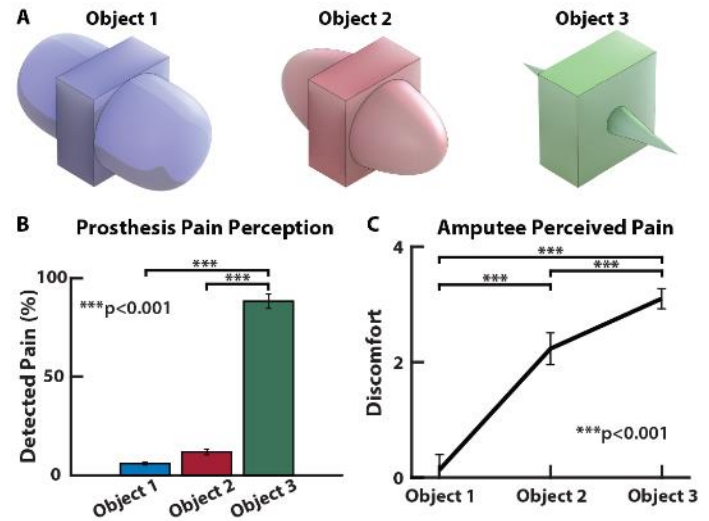 A
Object 1
Object 2
Object 3
B
Prosthesis Pain Perception
100
50
0
Detected Pain (%)
***
***
***p<0.001
Object 1
Object 2
Object 3
C
Amputee Perceived Pain
4
2
0
Discomfort
***
***
***
***p<0.001
Object 1
Object 2
Object 3